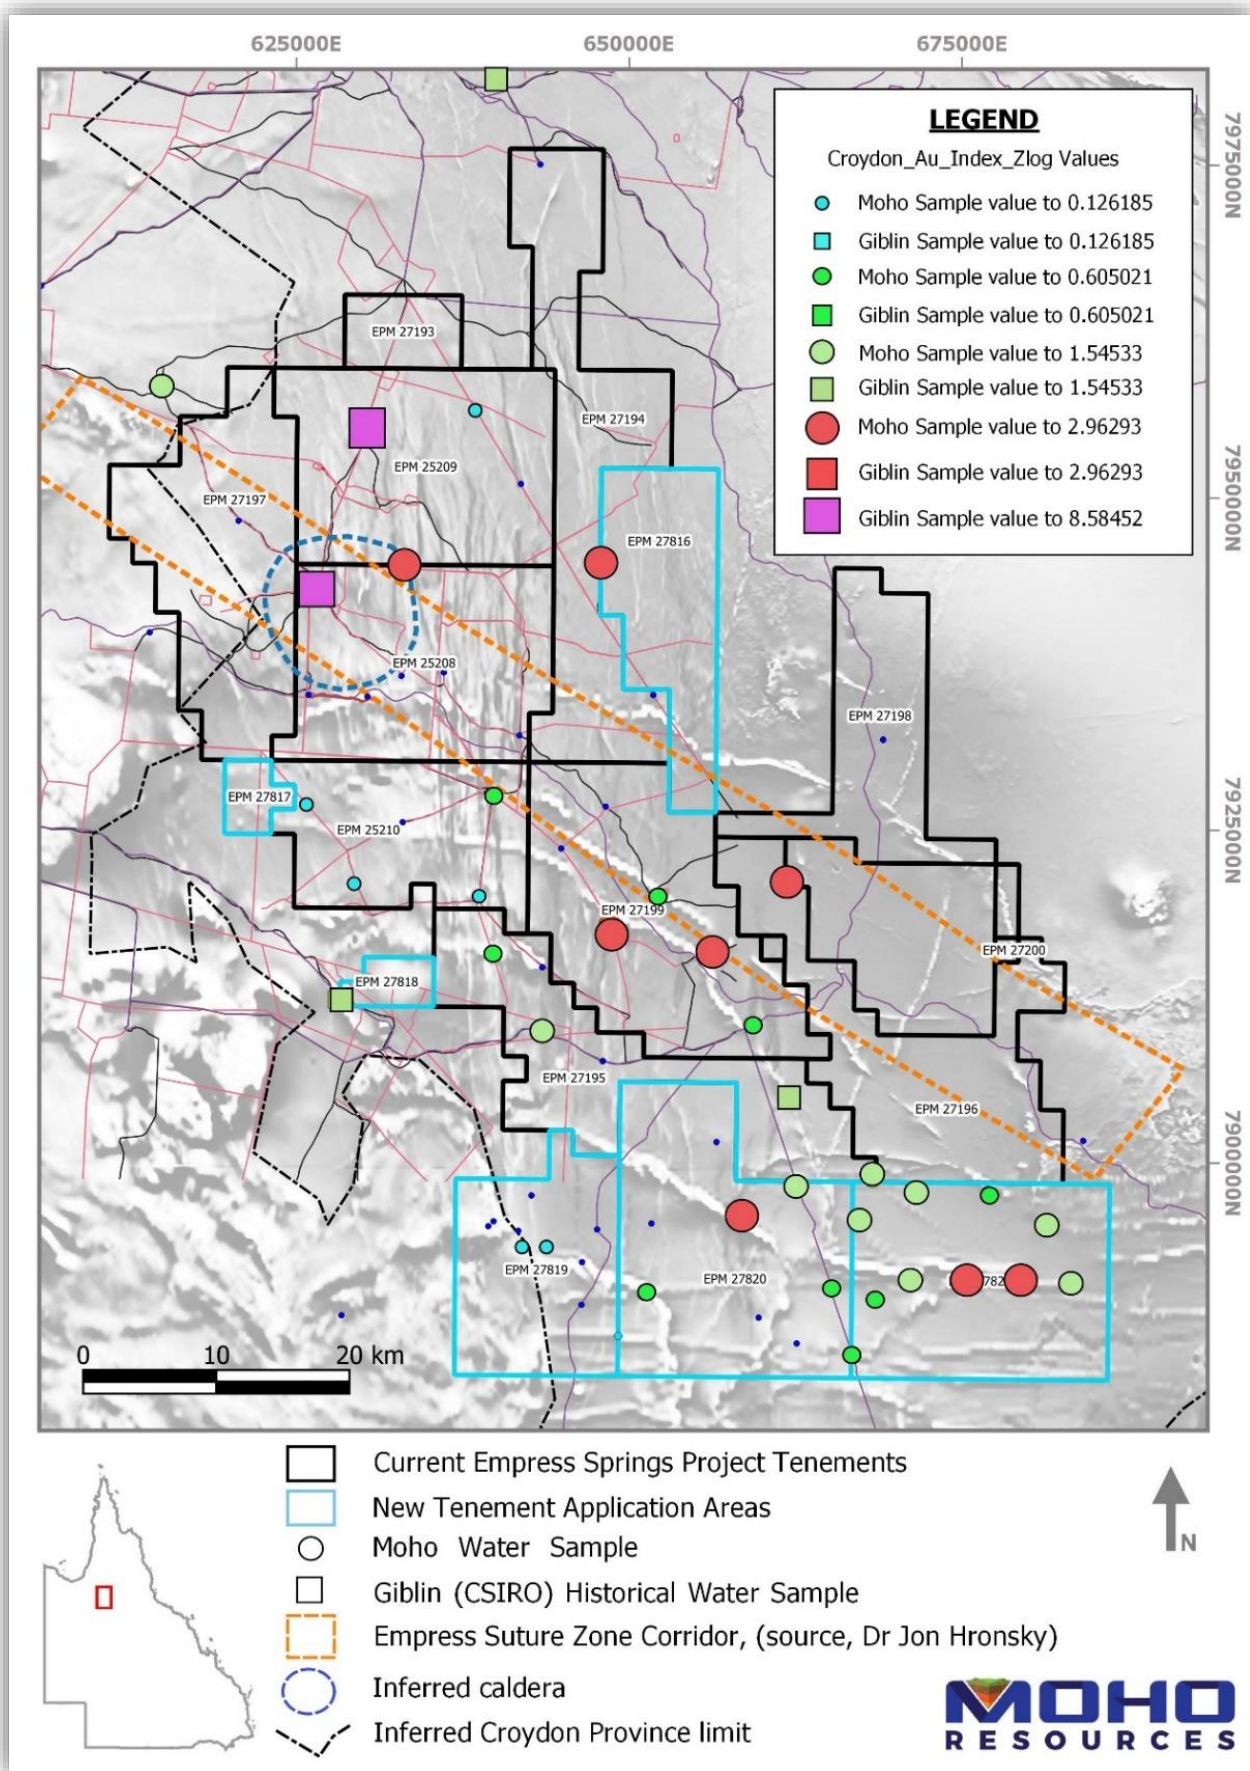 625000E
650000E
675000E
7975000N
7950000N
7925000N
7900000N
LEGEND
Croydon_Au_Index_Zlog Values
Moho Sample value to 0.126185
Giblin Sample value to 0.126185
Moho Sample value to 0.605021
Giblin Sample value to 0.605021
Moho Sample value to 1.54533
Giblin Sample value to 1.54533
Moho Sample value to 2.96293
Giblin Sample value to 2.96293
Giblin Sample value to 8.58452
EPM 27193
EPM 27194
EPM 25209
EPM 27197
EPM 27816
EPM 25208
EPM 27198
EPM 27817
EPM 25210
EPM 27199
EPM 27200
EPM 27818
EPM 27195
EPM 27196
EPM 27819
EPM 27820
782
0 10 20 km
Current Empress Springs Project Tenements
New Tenement Application Areas
Moho Water Sample
Giblin (CSIRO) Historical Water Sample
Empress Suture Zone Corridor, (source, Dr Jon Hronsky)
Inferred caldera
Inferred Croydon Province limit
N
MOHO
RESOURCES